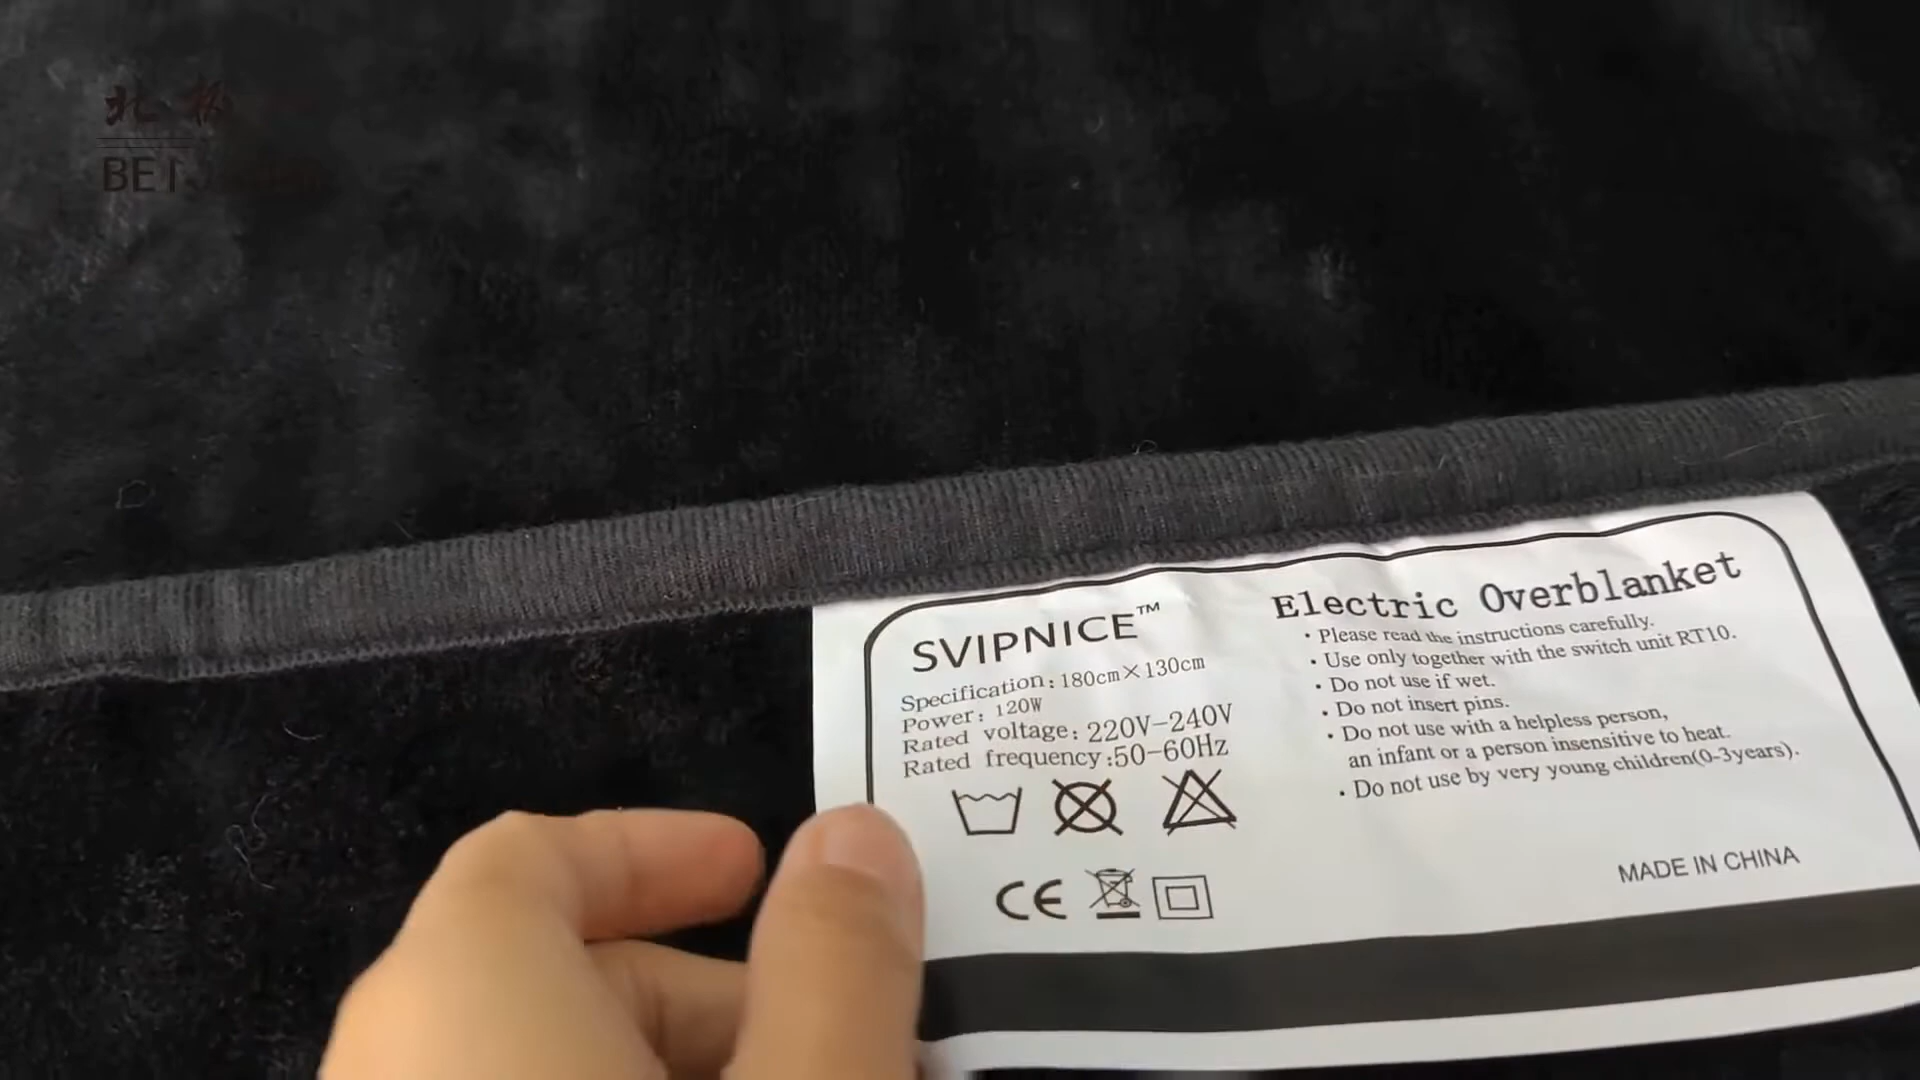 北极
SVIPNICE™
Specification: 180cm×130cm
Power: 120W
Rated voltage: 220V-240V
Rated frequency:50-60Hz
CE
Electric Overblanket
· Please read the instructions carefully.
· Use only together with the switch unit RT10.
· Do not use if wet.
· Do not insert pins.
· Do not use with a helpless person,
an infant or a person insensitive to heat.
· Do not use by very young children(0-3years).
MADE IN CHINA